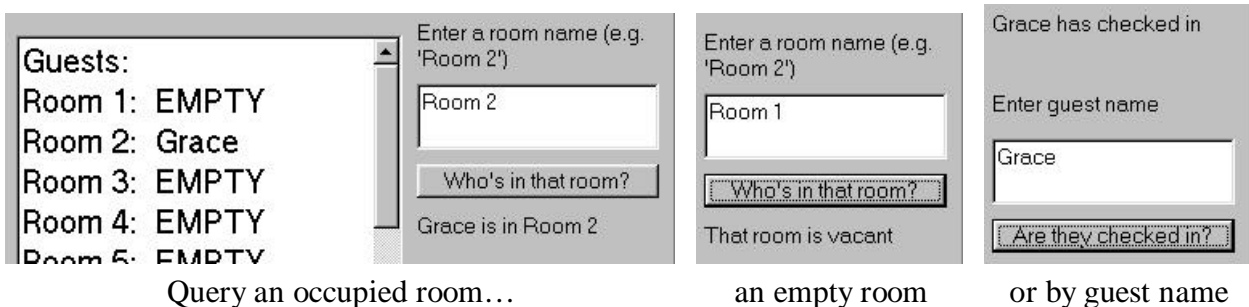 Guests:
Room 1: EMPTY
Room 2: Grace
Room 3: EMPTY
Room 4: EMPTY
Room 5: EMPTY
Enter a room name (e.g.
'Room 2')
Room 2
Who's in that room?
Grace is in Room 2
Enter a room name (e.g.
'Room 2')
Room 1
Who's in that room?
That room is vacant
Grace has checked in
Enter guest name
Grace
Are they checked in?
Query an occupied room…
an empty room
or by guest name